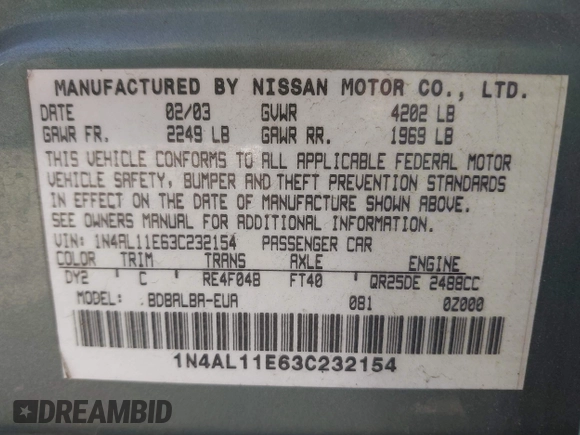 MANUFACTURED BY NISSAN MOTOR CO., LTD.
DATE 02/03 GVWR 4202 LB
GAWR FR. 2249 LB GAWR RR. 1969 LB
THIS VEHICLE CONFORMS TO ALL APPLICABLE FEDERAL MOTOR
VEHICLE SAFETY, BUMPER AND THEFT PREVENTION STANDARDS
IN EFFECT ON THE DATE OF MANUFACTURE SHOWN ABOVE.
SEE OWNERS MANUAL FOR ADDITIONAL INFORMATION.
VIN: 1N4AL11E63C232154 PASSENGER CAR
COLOR TRIM TRANS AXLE ENGINE
DY2 C RE4F04B FT40 QR25DE 2488CC
MODEL: BDBALBA-EUA 081 0Z000
1N4AL11E63C232154
DREAMBID